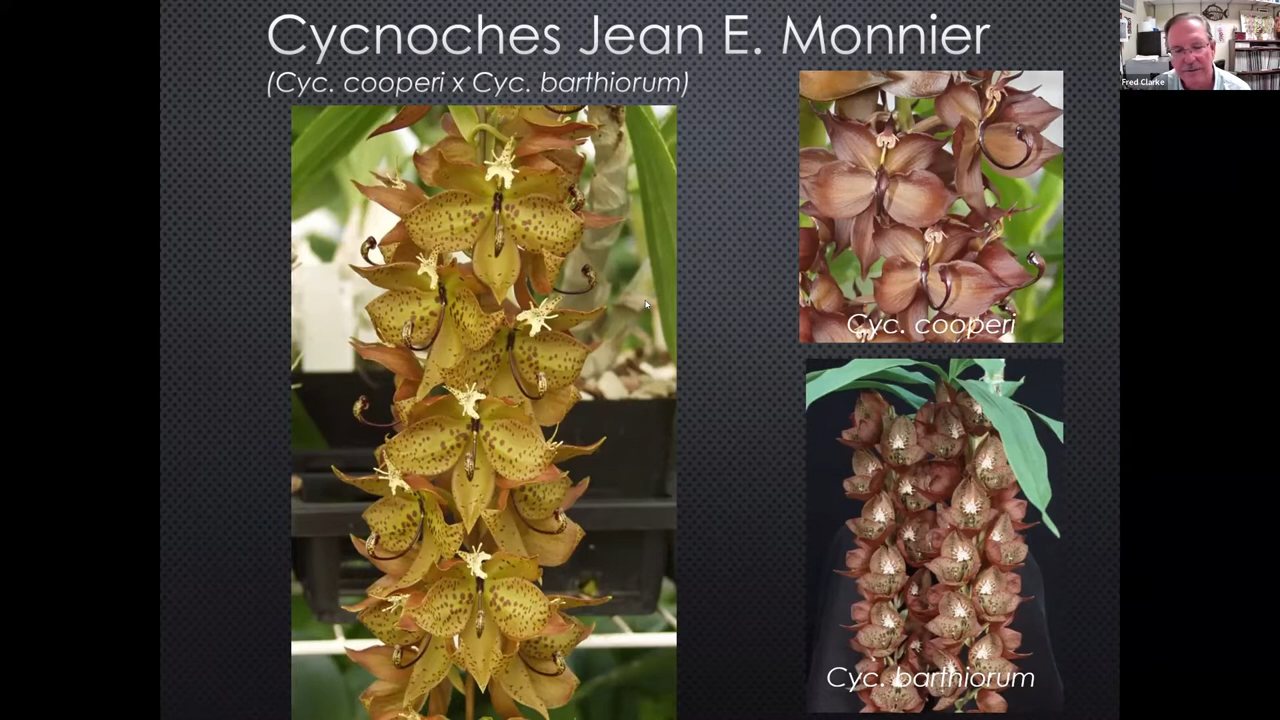 Cycnoches Jean E. Monnier
(Cyc. cooperi x Cyc. barthiorum)
Fred Clarke
Cyc. cooperi
Cyc. barthiorum